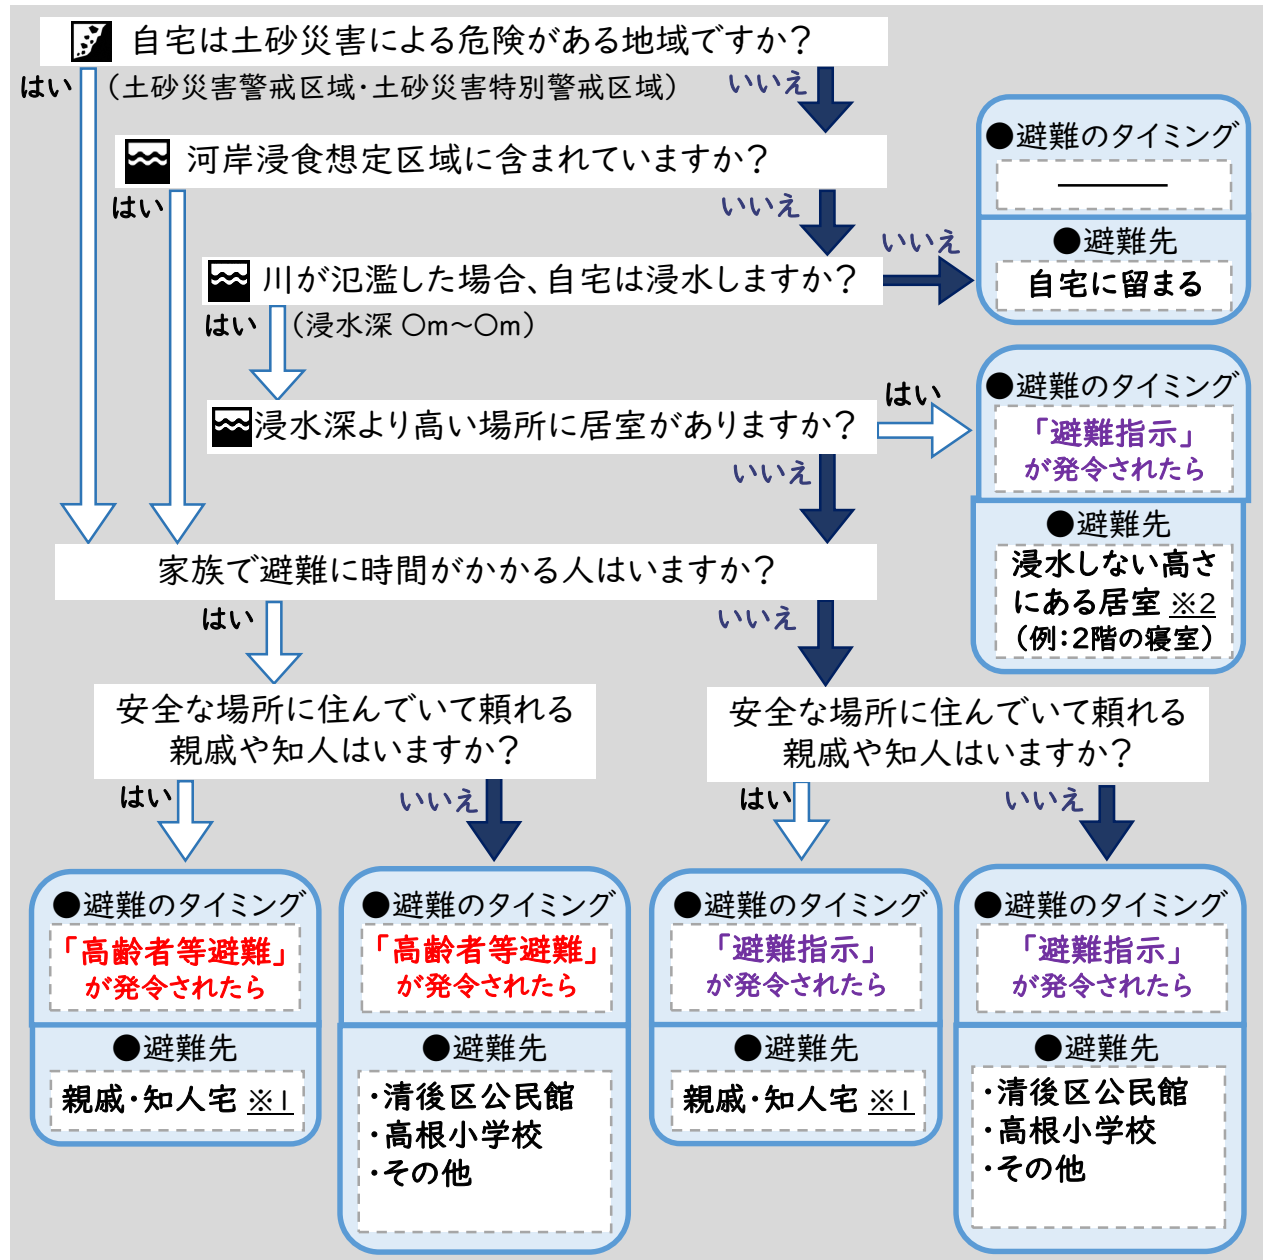 自宅は土砂災害による危険がある地域ですか？
はい
（土砂災害警戒区域・土砂災害特別警戒区域）
いいえ
河岸浸食想定区域に含まれていますか？
はい
いいえ
川が氾濫した場合、自宅は浸水しますか？
いいえ
はい
（浸水深 〇m～〇m）
●避難のタイミング
―――
●避難先
自宅に留まる
浸水深より高い場所に居室がありますか？
はい
いいえ
●避難のタイミング
「避難指示」
が発令されたら
●避難先
浸水しない高さ
にある居室 ※2
（例：2階の寝室）
家族で避難に時間がかかる人はいますか？
はい
いいえ
安全な場所に住んでいて頼れる
親戚や知人はいますか？
はい
いいえ
安全な場所に住んでいて頼れる
親戚や知人はいますか？
はい
いいえ
●避難のタイミング
「高齢者等避難」
が発令されたら
●避難先
親戚・知人宅 ※1
●避難のタイミング
「高齢者等避難」
が発令されたら
●避難先
・清後区公民館
・高根小学校
・その他
●避難のタイミング
「避難指示」
が発令されたら
●避難先
親戚・知人宅 ※1
●避難のタイミング
「避難指示」
が発令されたら
●避難先
・清後区公民館
・高根小学校
・その他